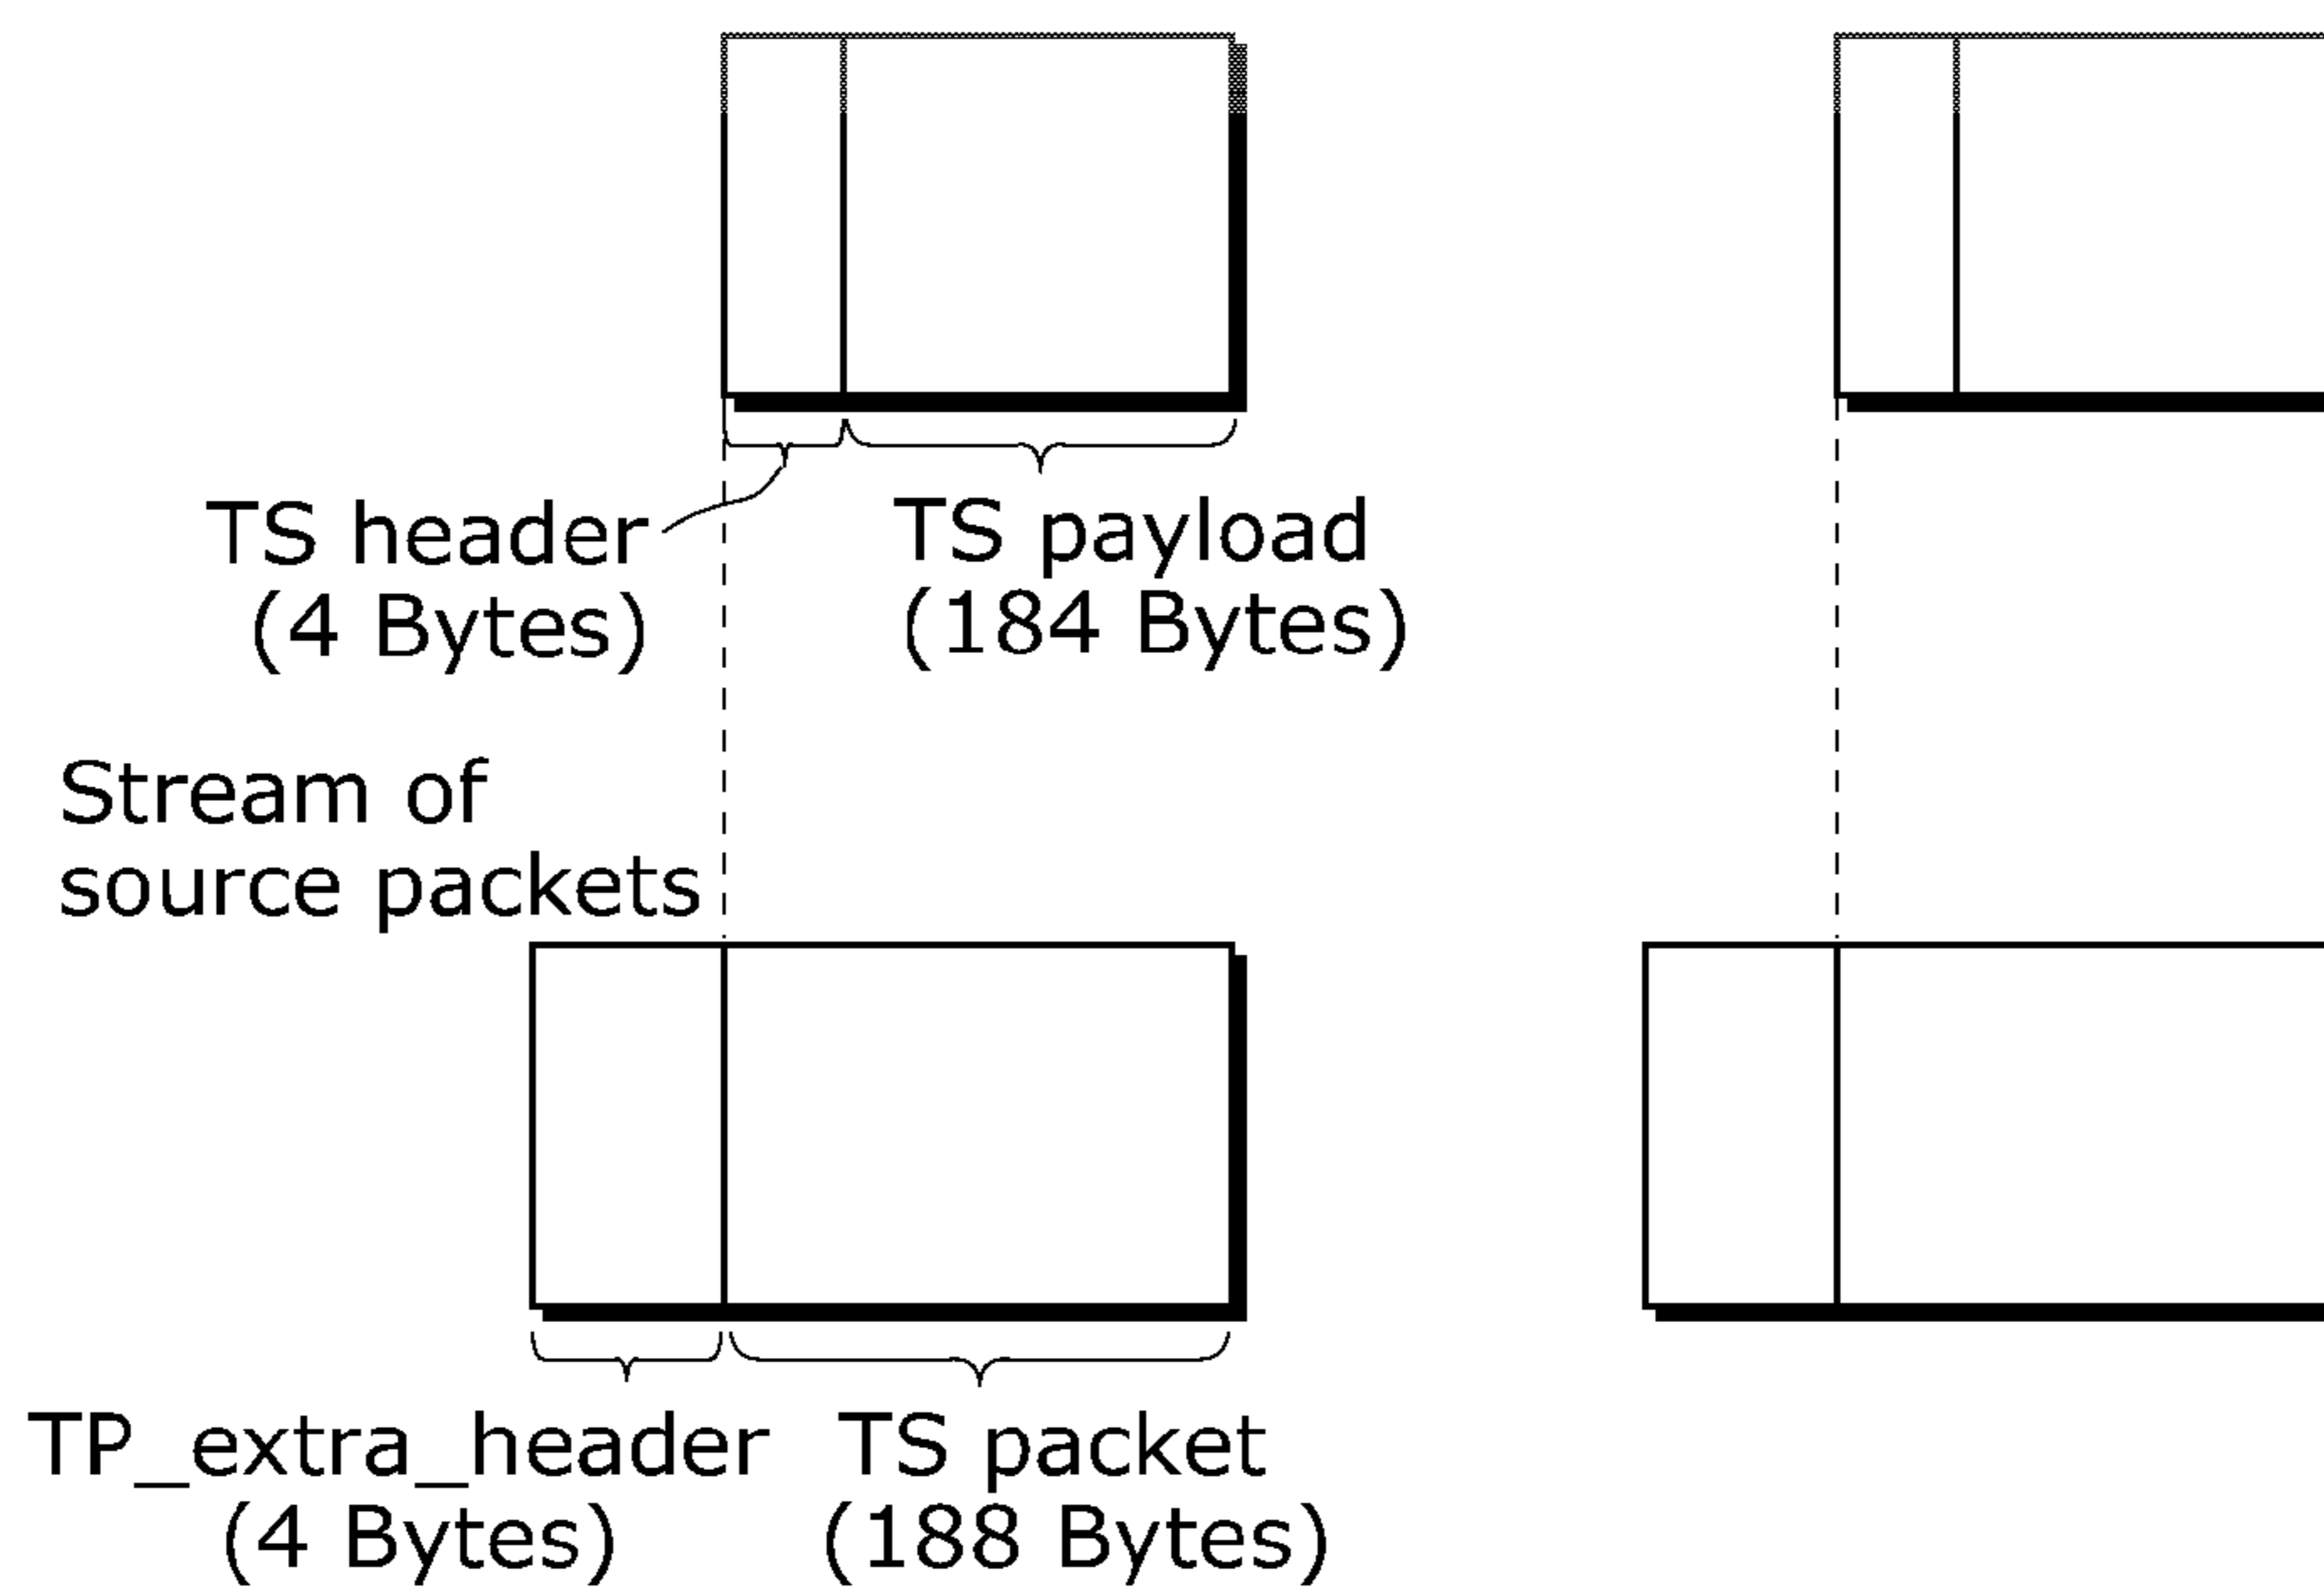 TS header
(4 Bytes)
TS payload
(184 Bytes)
Stream of
source packets
TP_extra_header
(4 Bytes)
TS packet
(188 Bytes)